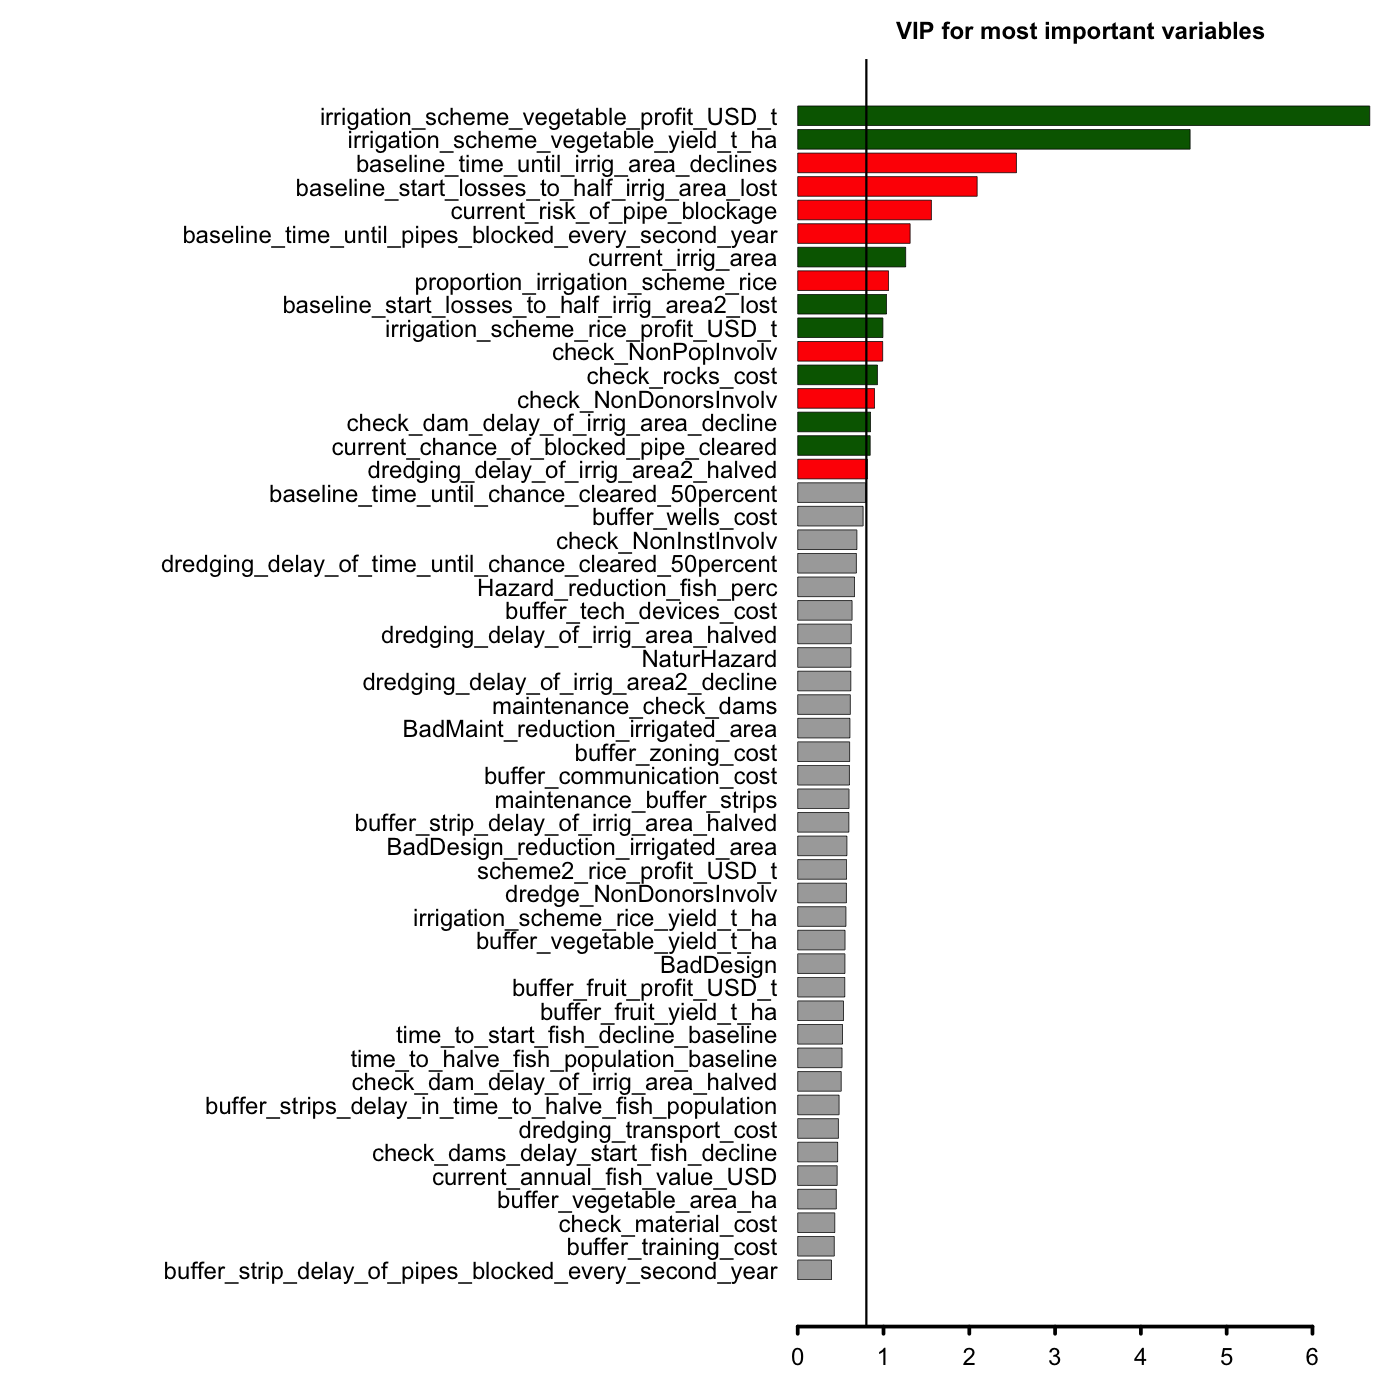 VIP for most important variables
irrigation_scheme_vegetable_profit_USD_t
irrigation_scheme_vegetable_yield_t_ha
baseline_time_until_irrig_area_declines
baseline_start_losses_to_half_irrig_area_lost
current_risk_of_pipe_blockage
baseline_time_until_pipes_blocked_every_second_year
current_irrig_area
proportion_irrigation_scheme_rice
baseline_start_losses_to_half_irrig_area2_lost
irrigation_scheme_rice_profit_USD_t
check_NonPopInvolv
check_rocks_cost
check_NonDonorsInvolv
check_dam_delay_of_irrig_area_decline
current_chance_of_blocked_pipe_cleared
dredging_delay_of_irrig_area2_halved
baseline_time_until_chance_cleared_50percent
buffer_wells_cost
check_NonInstInvolv
dredging_delay_of_time_until_chance_cleared_50percent
Hazard_reduction_fish_perc
buffer_tech_devices_cost
dredging_delay_of_irrig_area_halved
NaturHazard
dredging_delay_of_irrig_area2_decline
maintenance_check_dams
BadMaint_reduction_irrigated_area
buffer_zoning_cost
buffer_communication_cost
maintenance_buffer_strips
buffer_strip_delay_of_irrig_area_halved
BadDesign_reduction_irrigated_area
scheme2_rice_profit_USD_t
dredge_NonDonorsInvolv
irrigation_scheme_rice_yield_t_ha
buffer_vegetable_yield_t_ha
BadDesign
buffer_fruit_profit_USD_t
buffer_fruit_yield_t_ha
time_to_start_fish_decline_baseline
time_to_halve_fish_population_baseline
check_dam_delay_of_irrig_area_halved
buffer_strips_delay_in_time_to_halve_fish_population
dredging_transport_cost
check_dams_delay_start_fish_decline
current_annual_fish_value_USD
buffer_vegetable_area_ha
check_material_cost
buffer_training_cost
buffer_strip_delay_of_pipes_blocked_every_second_year
0 1 2 3 4 5 6